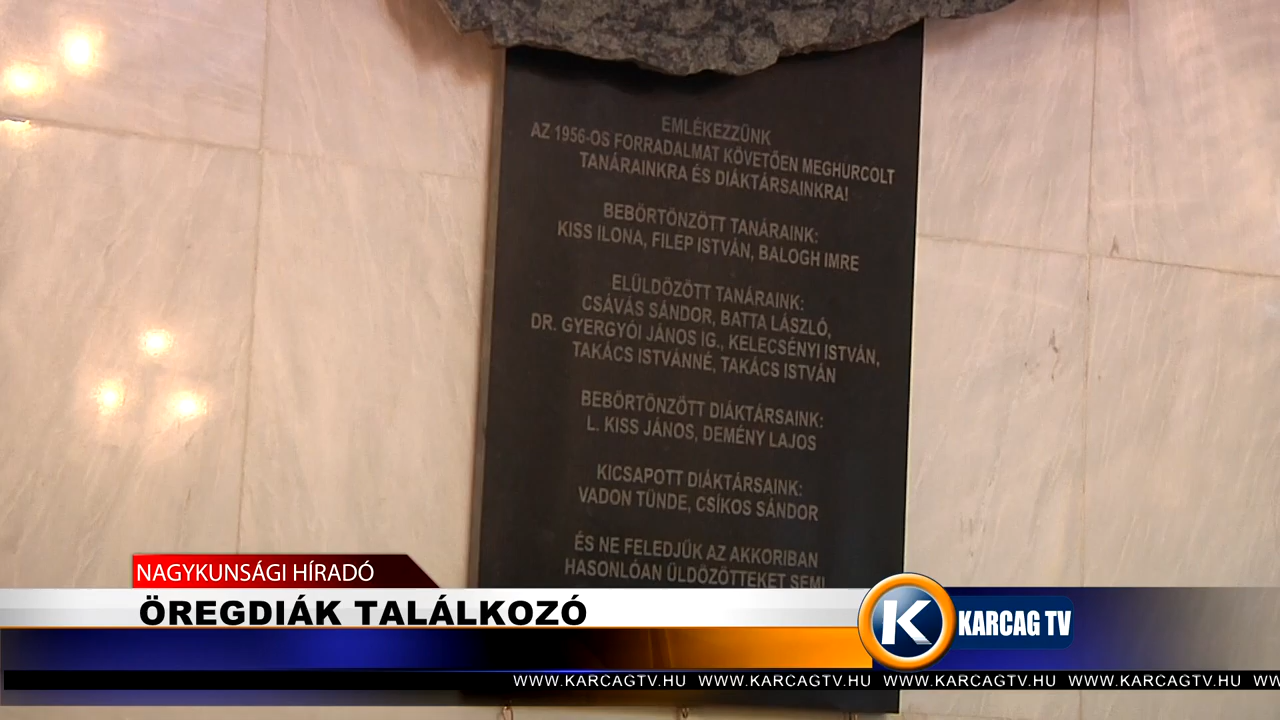 EMLÉKEZZÜNK
AZ 1956-OS FORRADALMAT KÖVETŐEN MEGHURCOLT
TANÁRAINKRA ÉS DIÁKTÁRSAINKRA!
BEBÖRTÖNZÖTT TANÁRAINK:
KISS ILONA, FILEP ISTVÁN, BALOGH IMRE
ELÜLDÖZÖTT TANÁRAINK:
CSÁVÁS SÁNDOR, BATTA LÁSZLÓ,
DR. GYERGYÓI JÁNOS IG., KELECSÉNYI ISTVÁN,
TAKÁCS ISTVÁNNÉ, TAKÁCS ISTVÁN
BEBÖRTÖNZÖTT DIÁKTÁRSAINK:
L. KISS JÁNOS, DEMÉNY LAJOS
KICSAPOTT DIÁKTÁRSAINK:
VADON TÜNDE, CSÍKOS SÁNDOR
ÉS NE FELEDJÜK AZ AKKORIBAN
HASONLÓAN ÜLDÖZÖTTEKET SEM!
NAGYKUNSÁGI HÍRADÓ
ÖREGDIÁK TALÁLKOZÓ
K KARCAG TV
WWW.KARCAGTV.HU WWW.KARCAGTV.HU WWW.KARCAGTV.HU WWW.KARCAGTV.HU WW